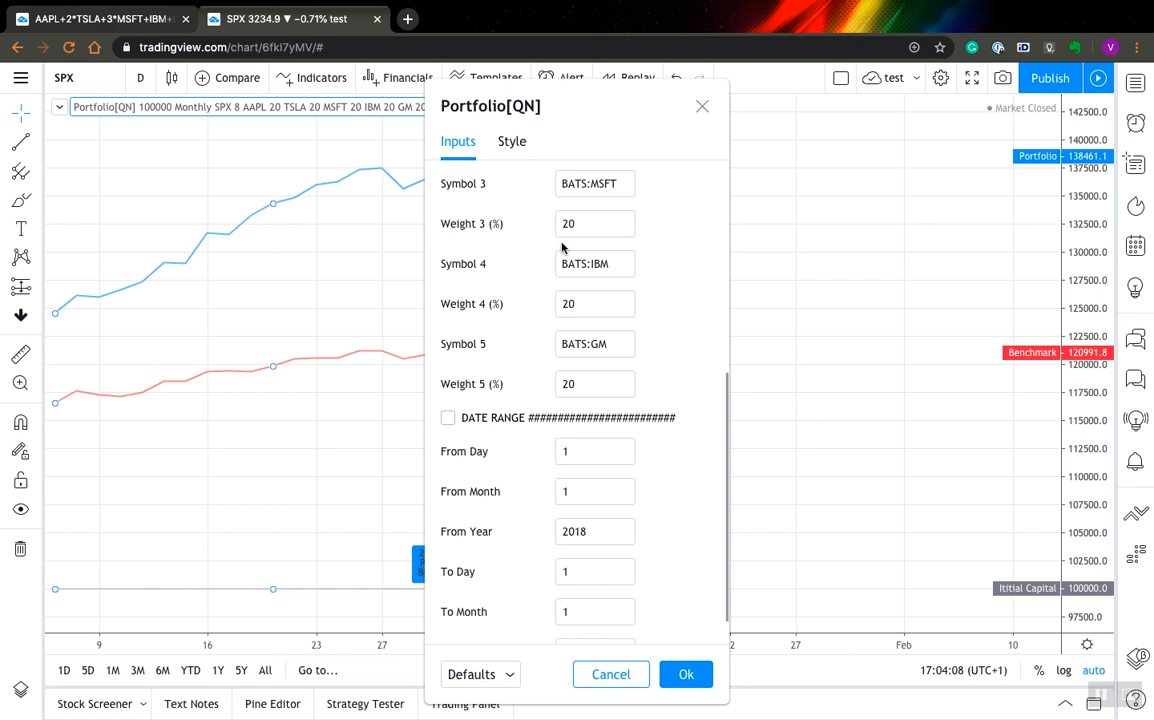 AAPL+2*TSLA+3*MSFT+IBM+
SPX 3234.9 ▼ −0.71% test
tradingview.com/chart/6fkI7yMV/#
SPX D Compare Indicators Financials Templates Alert Replay test Publish
Portfolio[QN] 100000 Monthly SPX 8 AAPL 20 TSLA 20 MSFT 20 IBM 20 GM 20
Market Closed
Portfolio[QN]
Inputs Style
Symbol 3 BATS:MSFT
Weight 3 (%) 20
Symbol 4 BATS:IBM
Weight 4 (%) 20
Symbol 5 BATS:GM
Weight 5 (%) 20
DATE RANGE #########################
From Day 1
From Month 1
From Year 2018
To Day 1
To Month 1
Defaults Cancel Ok
142500.0
140000.0
Portfolio 138461.1
137500.0
135000.0
132500.0
130000.0
127500.0
125000.0
122500.0
Benchmark 120991.8
117500.0
115000.0
112500.0
110000.0
107500.0
105000.0
102500.0
Ititial Capital 100000.0
97500.0
9 16 23 27 2 27 Feb 10
1D 5D 1M 3M 6M YTD 1Y 5Y All Go to... 17:04:08 (UTC+1) % log auto
Stock Screener Text Notes Pine Editor Strategy Tester Trading Panel